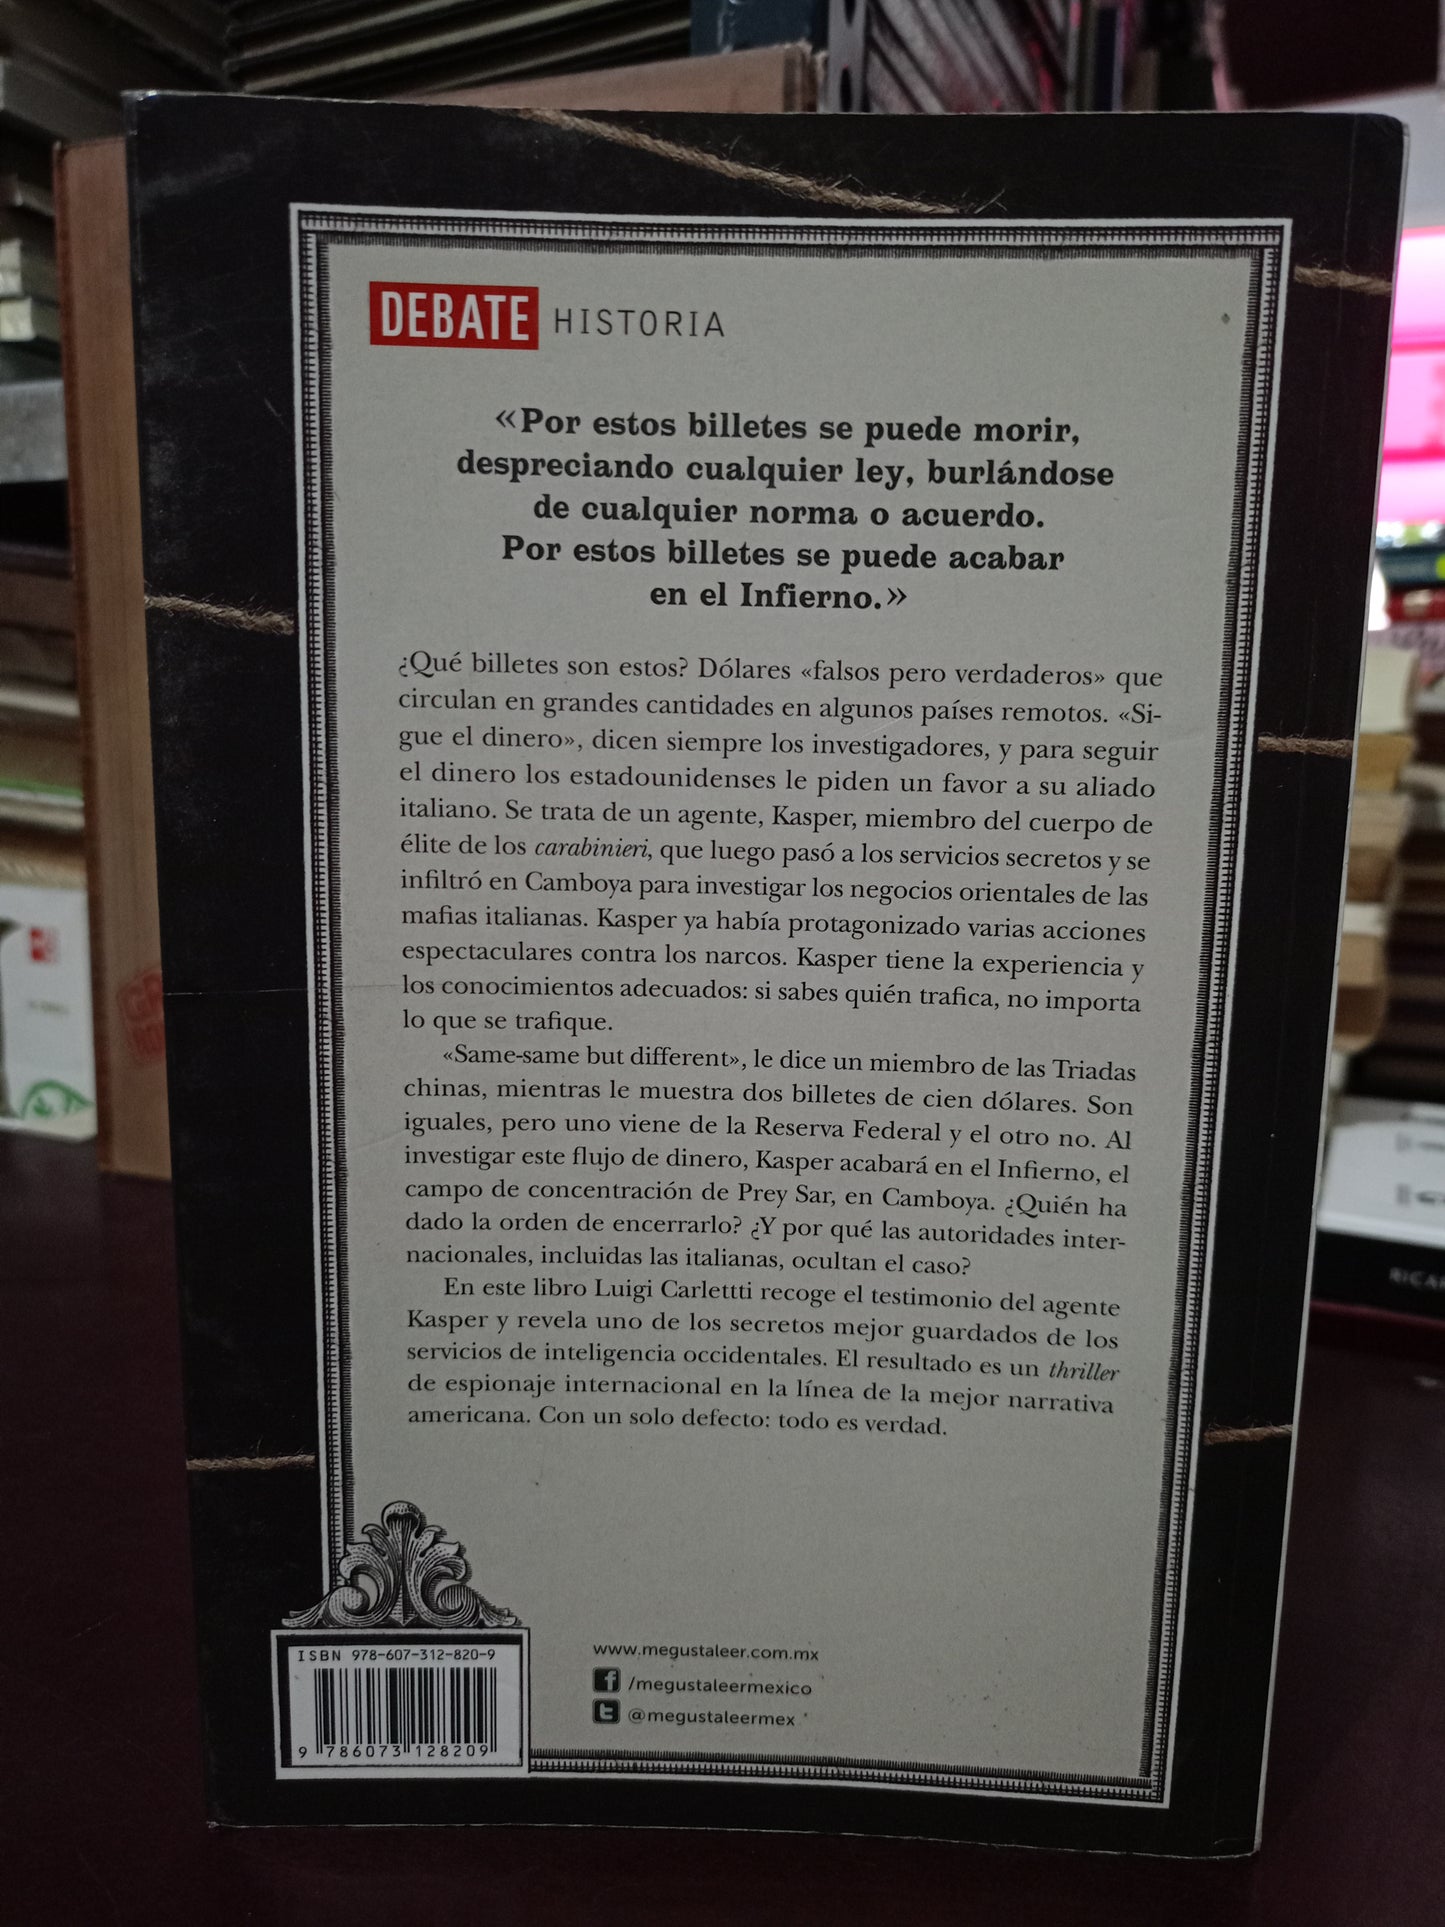 DEBATE HISTORIA
«Por estos billetes se puede morir,
despreciando cualquier ley, burlándose
de cualquier norma o acuerdo.
Por estos billetes se puede acabar
en el Infierno.»
¿Qué billetes son estos? Dólares «falsos pero verdaderos» que
circulan en grandes cantidades en algunos países remotos. «Si-
gue el dinero», dicen siempre los investigadores, y para seguir
el dinero los estadounidenses le piden un favor a su aliado
italiano. Se trata de un agente, Kasper, miembro del cuerpo de
élite de los carabinieri, que luego pasó a los servicios secretos y se
infiltró en Camboya para investigar los negocios orientales de las
mafias italianas. Kasper ya había protagonizado varias acciones
espectaculares contra los narcos. Kasper tiene la experiencia y
los conocimientos adecuados: si sabes quién trafica, no importa
lo que se trafique.
«Same-same but different», le dice un miembro de las Triadas
chinas, mientras le muestra dos billetes de cien dólares. Son
iguales, pero uno viene de la Reserva Federal y el otro no. Al
investigar este flujo de dinero, Kasper acabará en el Infierno, el
campo de concentración de Prey Sar, en Camboya. ¿Quién ha
dado la orden de encerrarlo? ¿Y por qué las autoridades inter-
nacionales, incluidas las italianas, ocultan el caso?
En este libro Luigi Carlettti recoge el testimonio del agente
Kasper y revela uno de los secretos mejor guardados de los
servicios de inteligencia occidentales. El resultado es un thriller
de espionaje internacional en la línea de la mejor narrativa
americana. Con un solo defecto: todo es verdad.
ISBN 978-607-312-820-9
9 786073 128209
www.megustaleer.com.mx
f /megustaleermexico
t @megustaleermex